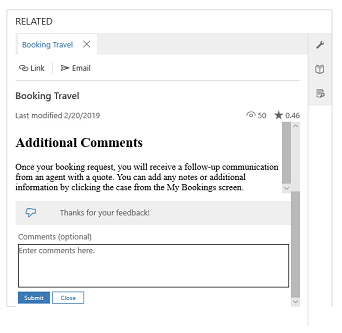 RELATED
Booking Travel
Link Email
Booking Travel
Last modified 2/20/2019 50 0.46
Additional Comments
Once your booking request, you will receive a follow-up communication
from an agent with a quote. You can add any notes or additional
information by clicking the case from the My Bookings screen.
Thanks for your feedback!
Comments (optional)
Enter comments here.
Submit Close